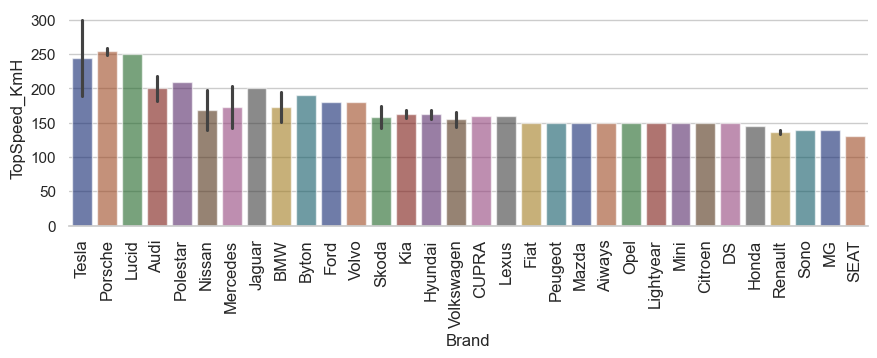 TopSpeed_KmH
300
250
200
150
100
50
0
Tesla
Porsche
Lucid
Audi
Polestar
Nissan
Mercedes
Jaguar
BMW
Byton
Ford
Volvo
Skoda
Kia
Hyundai
Volkswagen
CUPRA
Lexus
Fiat
Peugeot
Mazda
Aiways
Opel
Lightyear
Mini
Citroen
DS
Honda
Renault
Sono
MG
SEAT
Brand